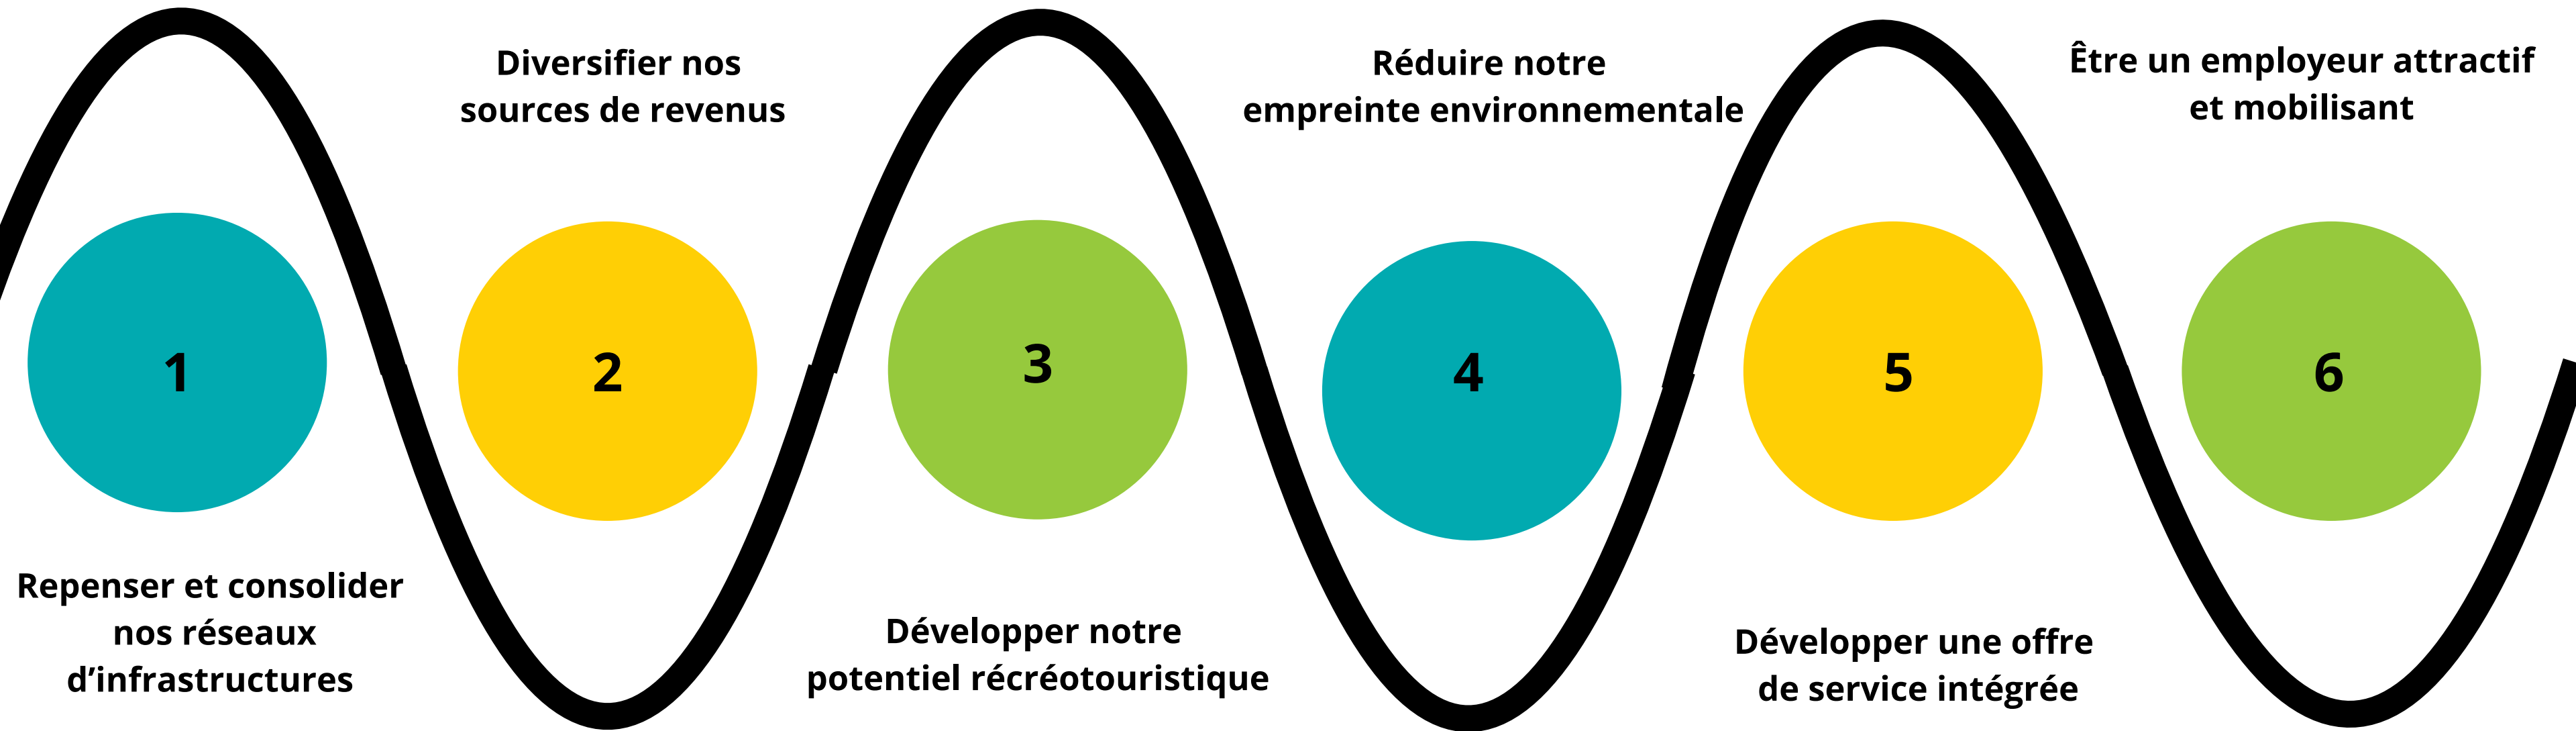 1
Repenser et consolider
nos réseaux
d’infrastructures
Diversifier nos
sources de revenus
2
3
Développer notre
potentiel récréotouristique
Réduire notre
empreinte environnementale
4
5
Développer une offre
de service intégrée
Être un employeur attractif
et mobilisant
6